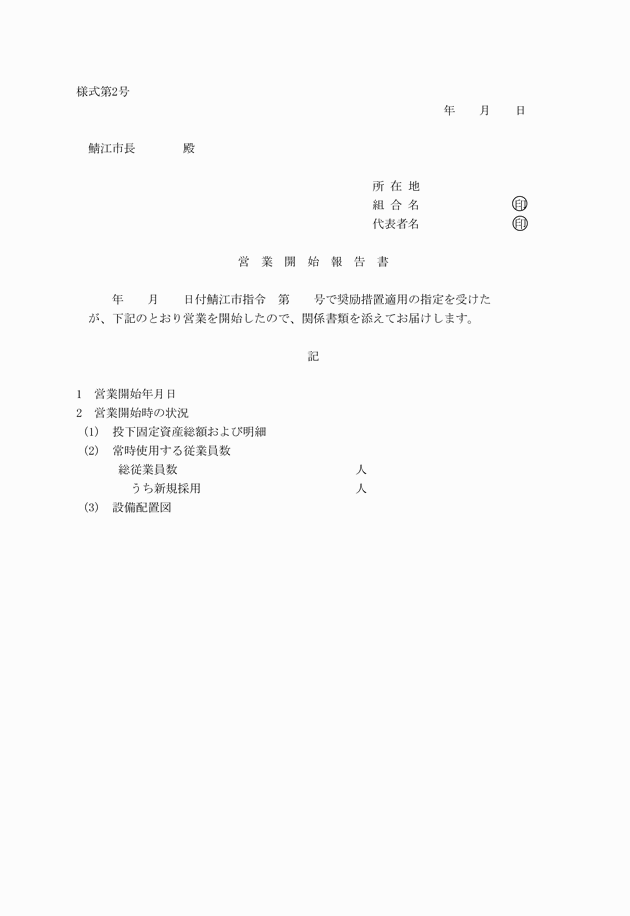 様式第2号
年　　月　　日
鯖江市長　　　　殿
所 在 地
組 合 名　　　　　　　　㊞
代表者名　　　　　　　　㊞
営　業　開　始　報　告　書
年　　月　　日付鯖江市指令　第　　号で奨励措置適用の指定を受けた
が、下記のとおり営業を開始したので、関係書類を添えてお届けします。
記
1　営業開始年月日
2　営業開始時の状況
(1)　投下固定資産総額および明細
(2)　常時使用する従業員数
総従業員数　　　　　　　　　　　　　　　人
うち新規採用　　　　　　　　　　　　　人
(3)　設備配置図